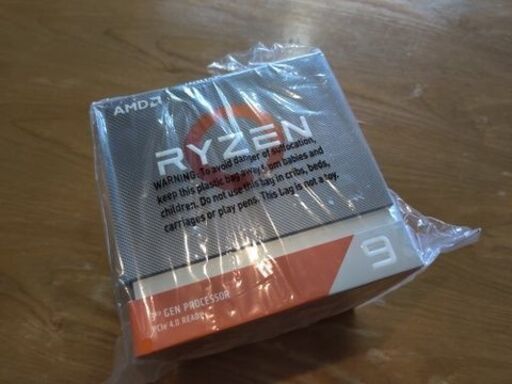 AMD
RYZEN
WARNING: To avoid danger of suffocation,
keep this plastic bag away from babies and
children. Do not use this bag in cribs, beds,
carriages or play pens. This bag is not a toy.
9
3RD GEN PROCESSOR
PCIe 4.0 READY